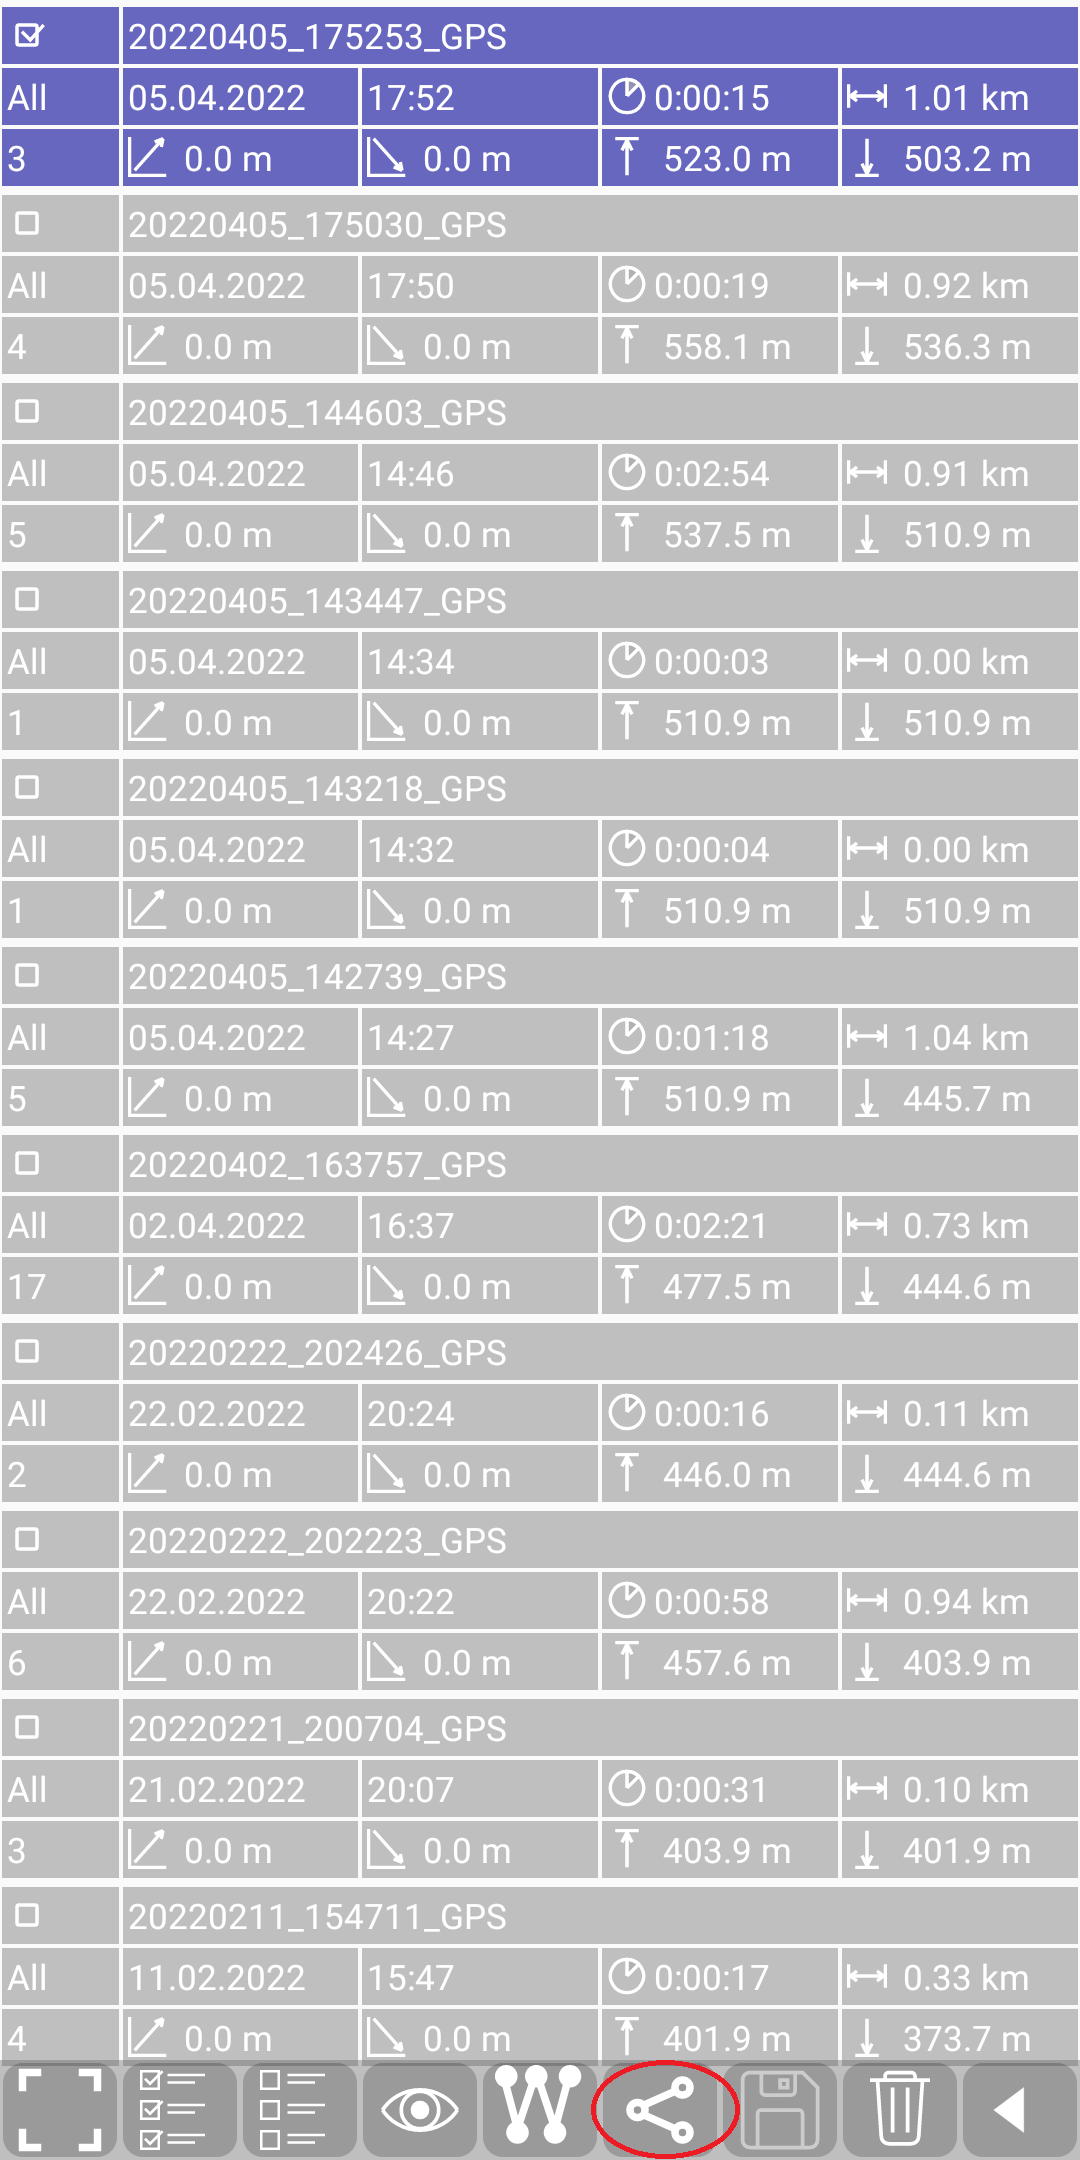 20220405_175253_GPS
All 05.04.2022 17:52 0:00:15 1.01 km
3 0.0 m 0.0 m 523.0 m 503.2 m
20220405_175030_GPS
All 05.04.2022 17:50 0:00:19 0.92 km
4 0.0 m 0.0 m 558.1 m 536.3 m
20220405_144603_GPS
All 05.04.2022 14:46 0:02:54 0.91 km
5 0.0 m 0.0 m 537.5 m 510.9 m
20220405_143447_GPS
All 05.04.2022 14:34 0:00:03 0.00 km
1 0.0 m 0.0 m 510.9 m 510.9 m
20220405_143218_GPS
All 05.04.2022 14:32 0:00:04 0.00 km
1 0.0 m 0.0 m 510.9 m 510.9 m
20220405_142739_GPS
All 05.04.2022 14:27 0:01:18 1.04 km
5 0.0 m 0.0 m 510.9 m 445.7 m
20220402_163757_GPS
All 02.04.2022 16:37 0:02:21 0.73 km
17 0.0 m 0.0 m 477.5 m 444.6 m
20220222_202426_GPS
All 22.02.2022 20:24 0:00:16 0.11 km
2 0.0 m 0.0 m 446.0 m 444.6 m
20220222_202223_GPS
All 22.02.2022 20:22 0:00:58 0.94 km
6 0.0 m 0.0 m 457.6 m 403.9 m
20220221_200704_GPS
All 21.02.2022 20:07 0:00:31 0.10 km
3 0.0 m 0.0 m 403.9 m 401.9 m
20220211_154711_GPS
All 11.02.2022 15:47 0:00:17 0.33 km
4 0.0 m 0.0 m 401.9 m 373.7 m